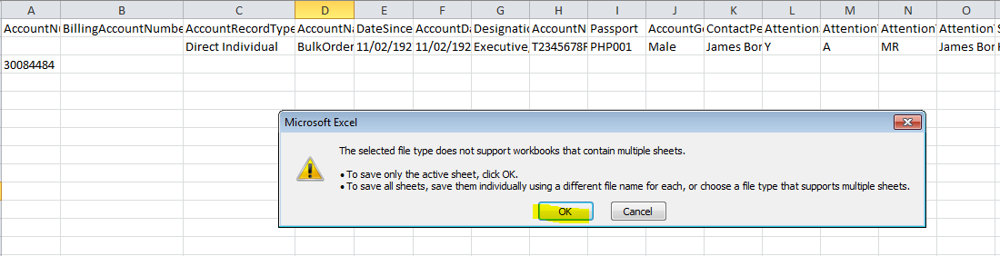 A B C D E F G H I J K L M N O
AccountNu BillingAccountNumbe AccountRecordType AccountNa DateSince AccountDa Designatio AccountN Passport AccountGe ContactPe Attention Attention Attention Attention S
Direct Individual BulkOrder 11/02/192 11/02/192 Executive, T2345678F PHP001 Male James Bor Y A MR James Bor
30084484
Microsoft Excel
The selected file type does not support workbooks that contain multiple sheets.
• To save only the active sheet, click OK.
• To save all sheets, save them individually using a different file name for each, or choose a file type that supports multiple sheets.
OK Cancel